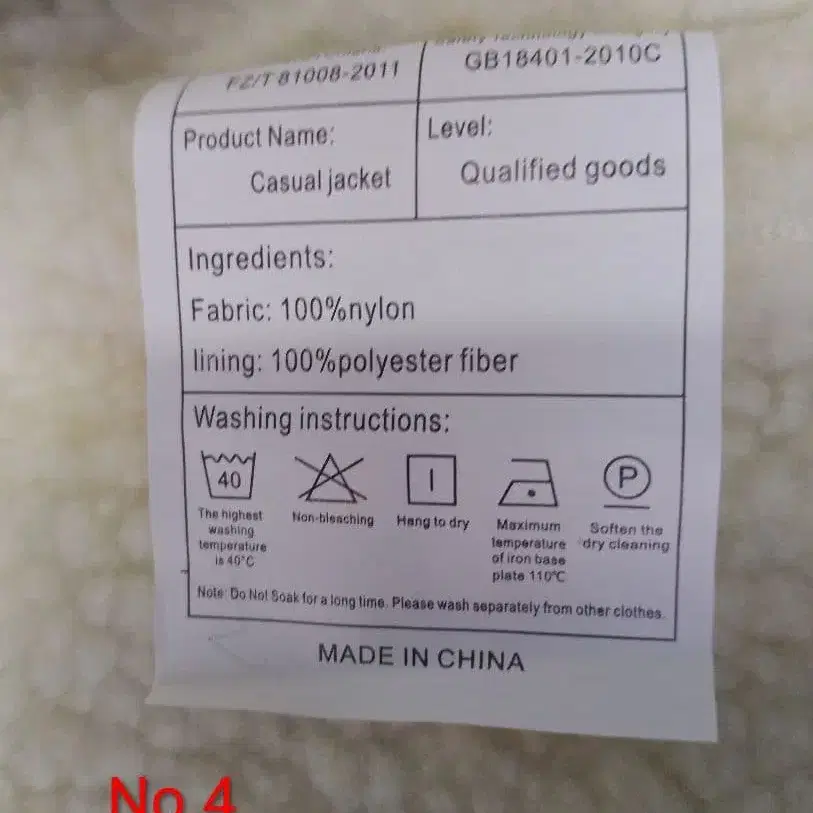 FZ/T 81008-2011
GB18401-2010C
Product Name:
Casual jacket
Level:
Qualified goods
Ingredients:
Fabric: 100%nylon
lining: 100%polyester fiber
Washing instructions:
40
The highest
washing
temperature
is 40°C
Non-bleaching
Hang to dry
Maximum
temperature
of iron base
plate 110°C
P
Soften the
dry cleaning
Note: Do Not Soak for a long time. Please wash separately from other clothes.
MADE IN CHINA
No.4